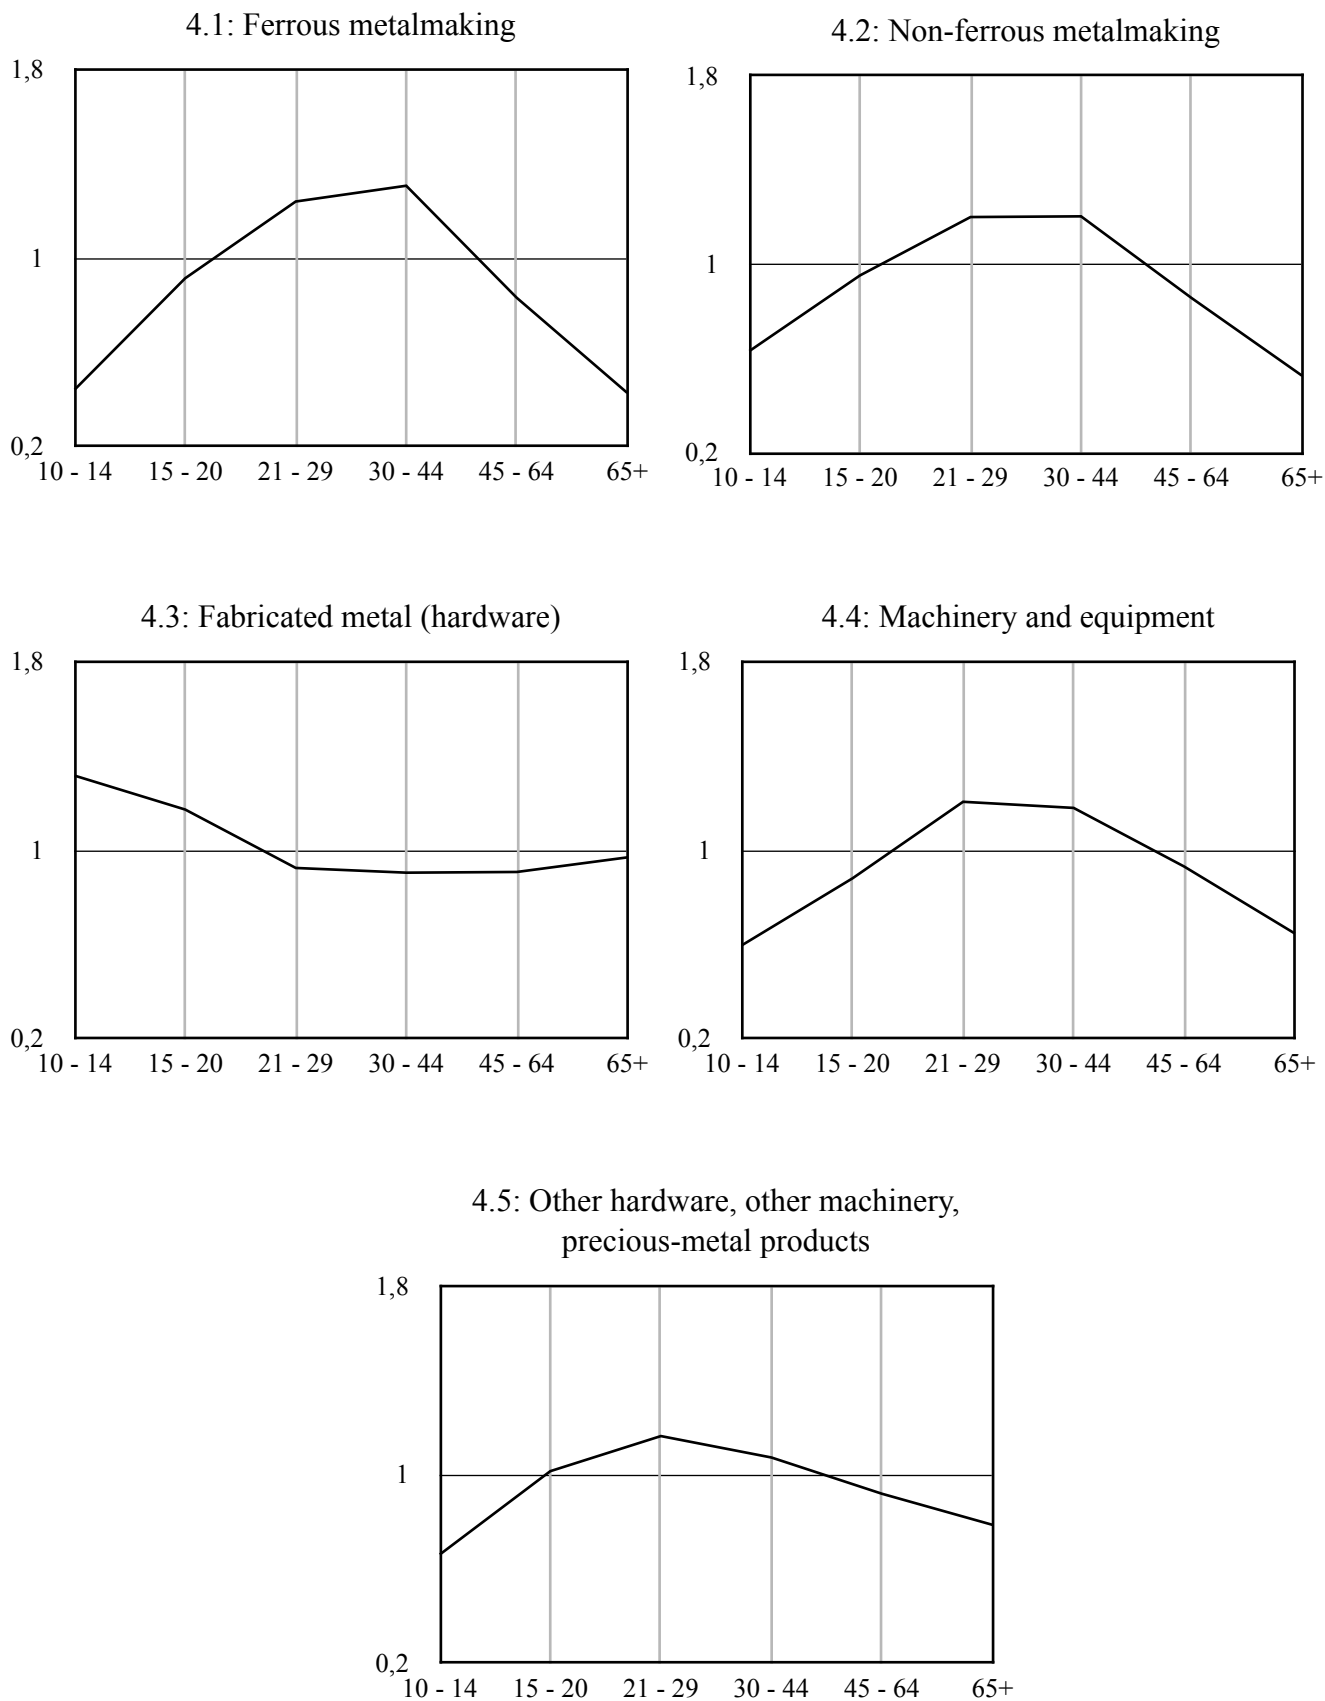 4.1: Ferrous metalmaking
1,8
1
0,2
10 - 14 15 - 20 21 - 29 30 - 44 45 - 64 65+
4.2: Non-ferrous metalmaking
1,8
1
0,2
10 - 14 15 - 20 21 - 29 30 - 44 45 - 64 65+
4.3: Fabricated metal (hardware)
1,8
1
0,2
10 - 14 15 - 20 21 - 29 30 - 44 45 - 64 65+
4.4: Machinery and equipment
1,8
1
0,2
10 - 14 15 - 20 21 - 29 30 - 44 45 - 64 65+
4.5: Other hardware, other machinery,
precious-metal products
1,8
1
0,2
10 - 14 15 - 20 21 - 29 30 - 44 45 - 64 65+